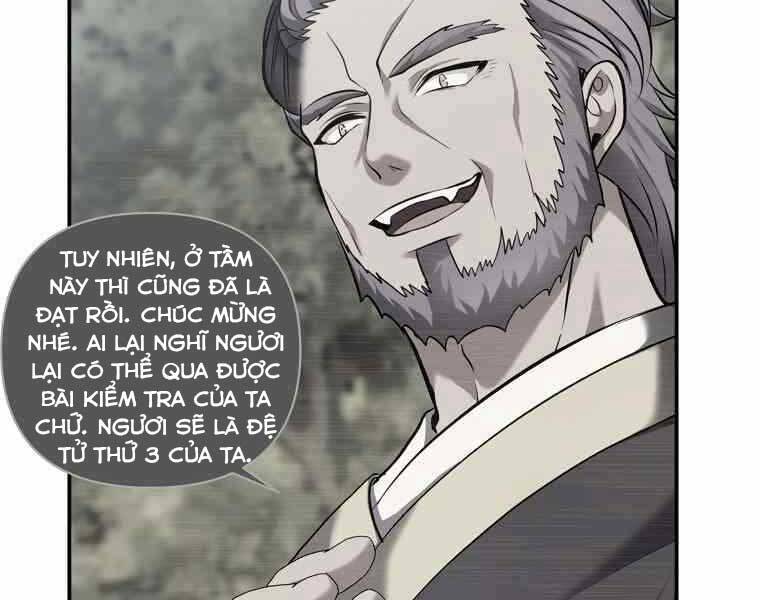 TUY NHIÊN, Ở TẦM
NÀY THÌ CŨNG ĐÃ LÀ
ĐẠT RỒI. CHÚC MỪNG
NHÉ. AI LẠI NGHĨ NGƯƠI
LẠI CÓ THỂ QUA ĐƯỢC
BÀI KIỂM TRA CỦA TA
CHỨ. NGƯƠI SẼ LÀ ĐỆ
TỬ THỨ 3 CỦA TA.